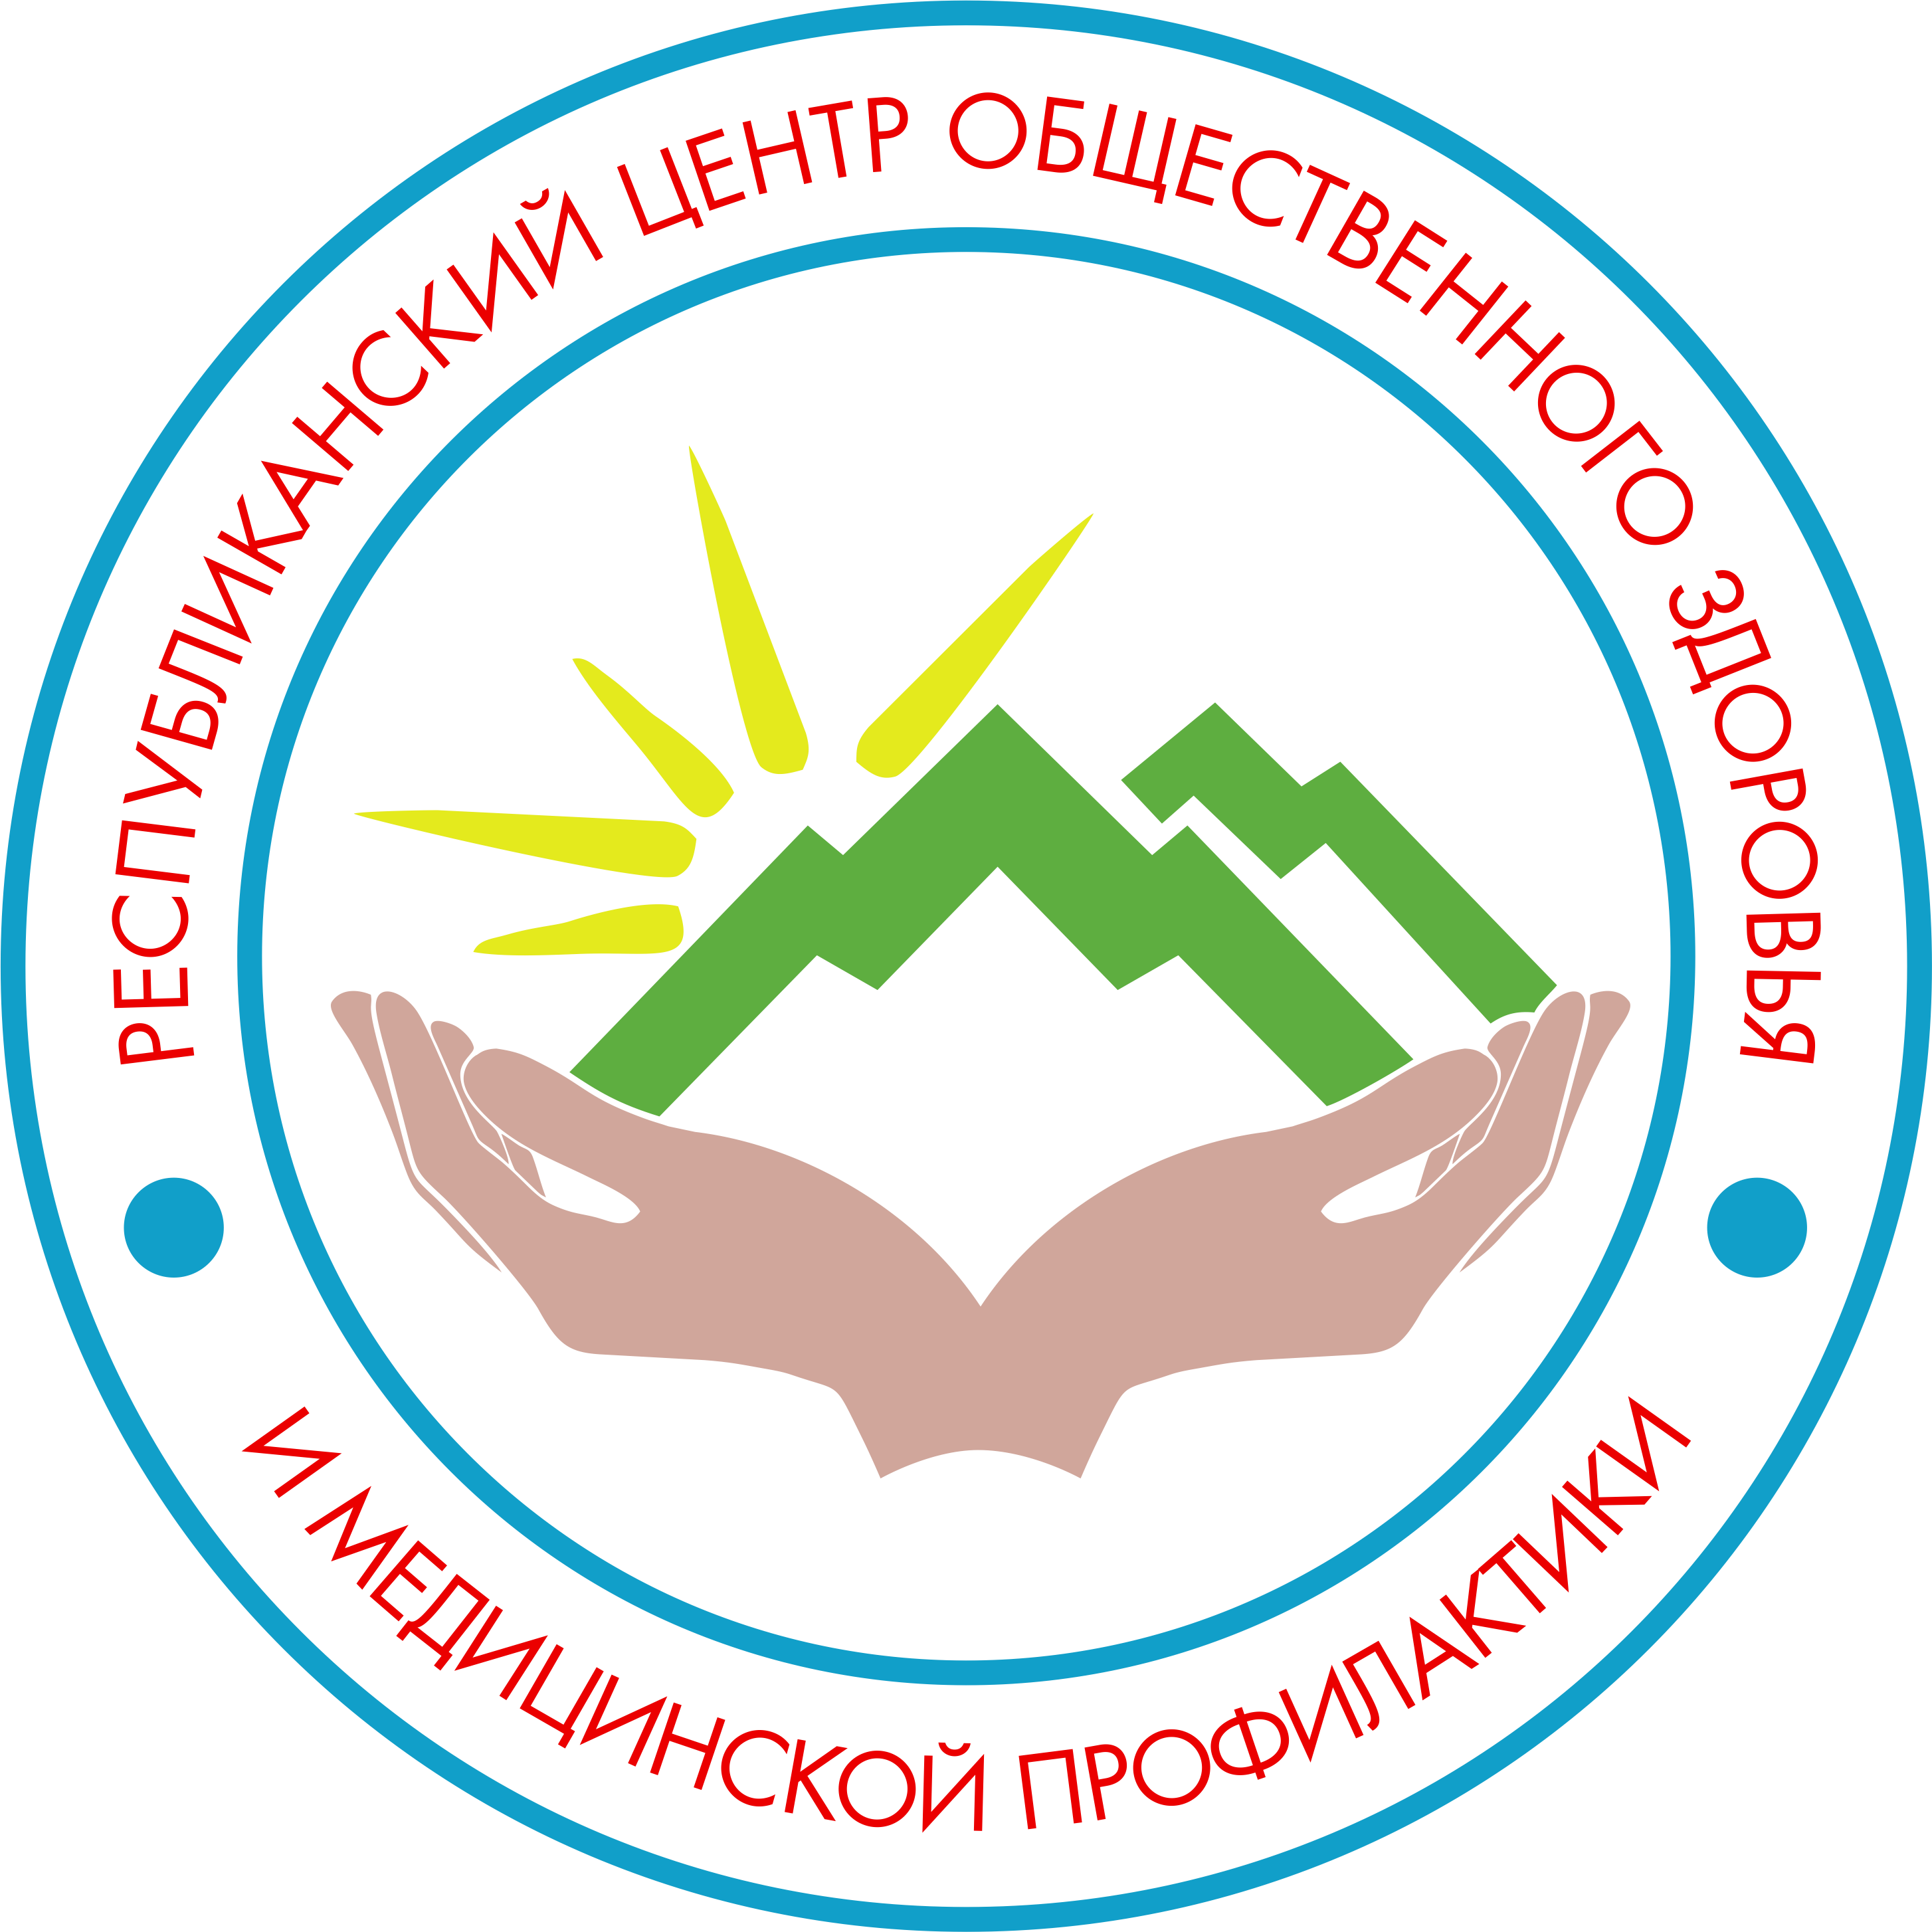 РЕСПУБЛИКАНСКИЙ ЦЕНТР ОБЩЕСТВЕННОГО ЗДОРОВЬЯ
И МЕДИЦИНСКОЙ ПРОФИЛАКТИКИ